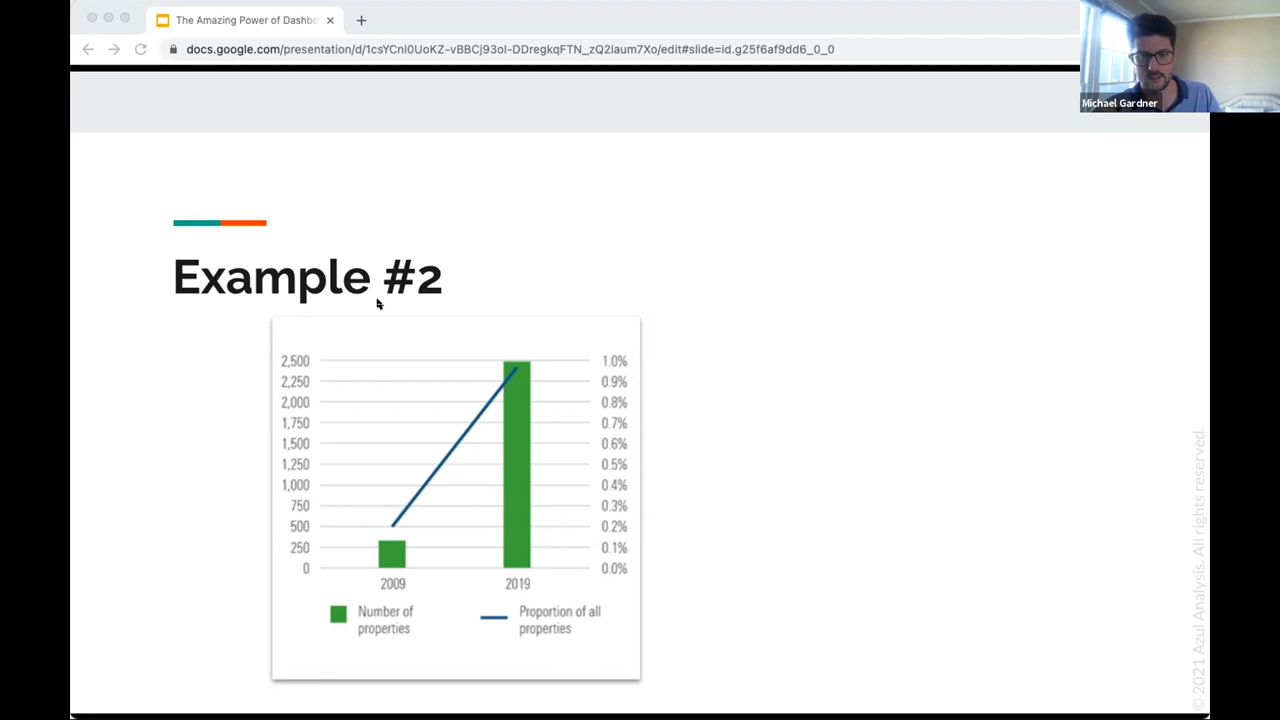 The Amazing Power of Dashbo
docs.google.com/presentation/d/1csYCnI0UoKZ-vBBCj93oI-DDregkqFTN_zQ2Iaum7Xo/edit#slide=id.g25f6af9dd6_0_0
Michael Gardner
Example #2
2,500 1.0%
2,250 0.9%
2,000 0.8%
1,750 0.7%
1,500 0.6%
1,250 0.5%
1,000 0.4%
750 0.3%
500 0.2%
250 0.1%
0 0.0%
2009 2019
Number of
properties
Proportion of all
properties
© 2021 Azul Analysis. All rights reserved.